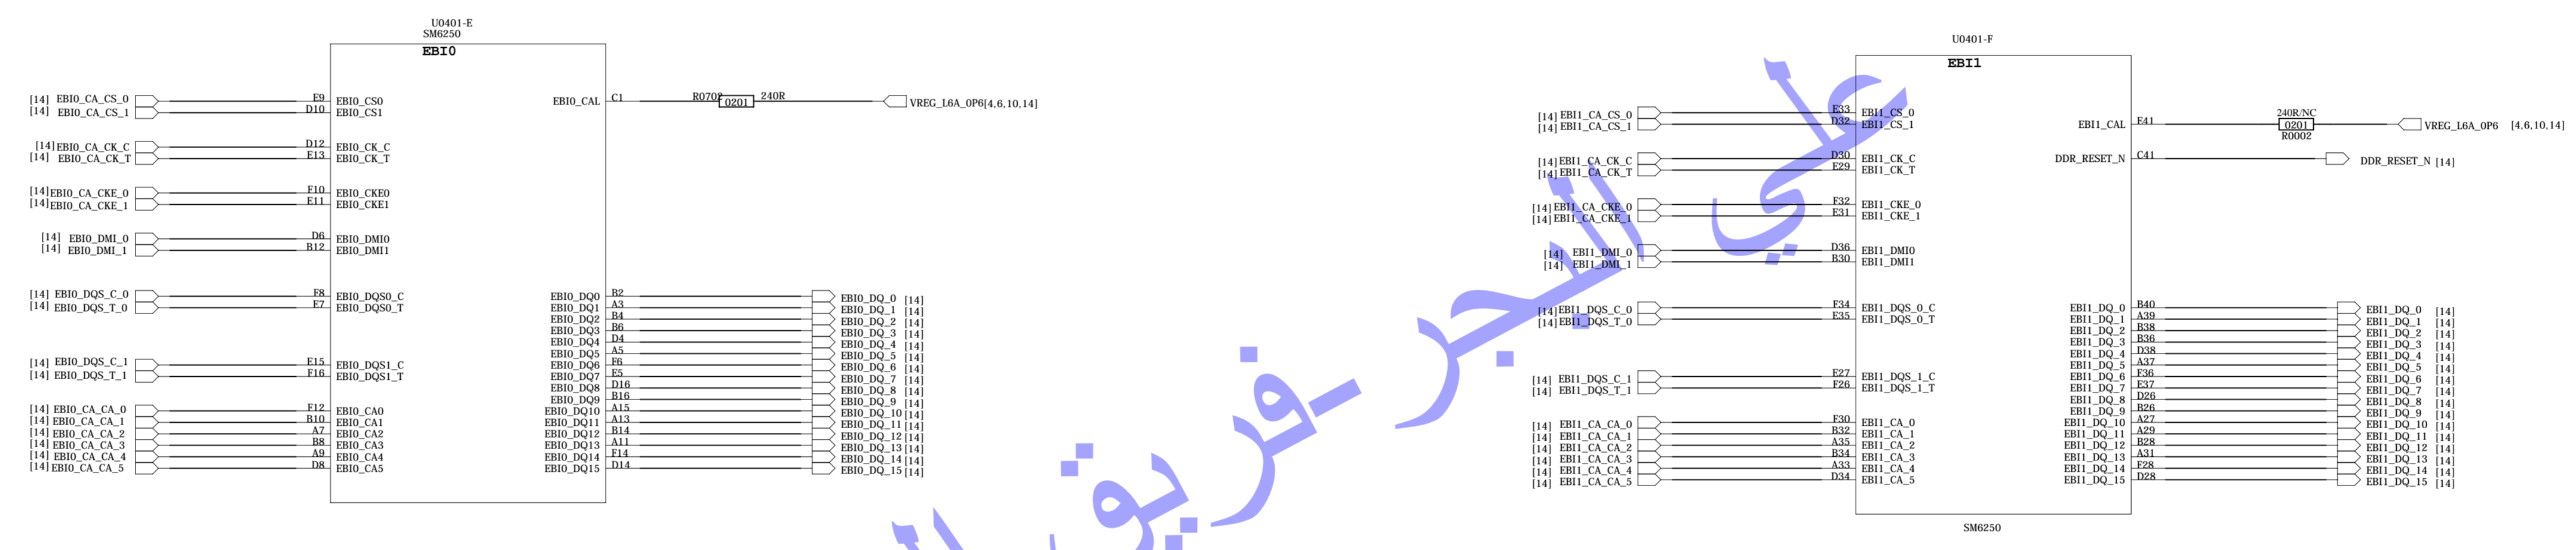 U0401-E
SM6250
EBI0
[14] EBI0_CA_CS_0 E9 EBI0_CS0
[14] EBI0_CA_CS_1 D10 EBI0_CS1
[14] EBI0_CA_CK_C D12 EBI0_CK_C
[14] EBI0_CA_CK_T E13 EBI0_CK_T
[14] EBI0_CA_CKE_0 F10 EBI0_CKE0
[14] EBI0_CA_CKE_1 E11 EBI0_CKE1
[14] EBI0_DMI_0 D6 EBI0_DMI0
[14] EBI0_DMI_1 B12 EBI0_DMI1
[14] EBI0_DQS_C_0 F8 EBI0_DQS0_C
[14] EBI0_DQS_T_0 E7 EBI0_DQS0_T
[14] EBI0_DQS_C_1 E15 EBI0_DQS1_C
[14] EBI0_DQS_T_1 F16 EBI0_DQS1_T
[14] EBI0_CA_CA_0 F12 EBI0_CA0
[14] EBI0_CA_CA_1 B10 EBI0_CA1
[14] EBI0_CA_CA_2 A7 EBI0_CA2
[14] EBI0_CA_CA_3 B8 EBI0_CA3
[14] EBI0_CA_CA_4 A9 EBI0_CA4
[14] EBI0_CA_CA_5 D8 EBI0_CA5
EBI0_CAL C1 R0702 0201 240R VREG_L6A_0P6[4,6,10,14]
EBI0_DQ0 B2 EBI0_DQ_0 [14]
EBI0_DQ1 A3 EBI0_DQ_1 [14]
EBI0_DQ2 B4 EBI0_DQ_2 [14]
EBI0_DQ3 B6 EBI0_DQ_3 [14]
EBI0_DQ4 D4 EBI0_DQ_4 [14]
EBI0_DQ5 A5 EBI0_DQ_5 [14]
EBI0_DQ6 F6 EBI0_DQ_6 [14]
EBI0_DQ7 E5 EBI0_DQ_7 [14]
EBI0_DQ8 D16 EBI0_DQ_8 [14]
EBI0_DQ9 B16 EBI0_DQ_9 [14]
EBI0_DQ10 A15 EBI0_DQ_10 [14]
EBI0_DQ11 A13 EBI0_DQ_11 [14]
EBI0_DQ12 B14 EBI0_DQ_12 [14]
EBI0_DQ13 A11 EBI0_DQ_13 [14]
EBI0_DQ14 F14 EBI0_DQ_14 [14]
EBI0_DQ15 D14 EBI0_DQ_15 [14]
U0401-F
EBI1
[14] EBI1_CA_CS_0 E33 EBI1_CS_0
[14] EBI1_CA_CS_1 D32 EBI1_CS_1
[14] EBI1_CA_CK_C D30 EBI1_CK_C
[14] EBI1_CA_CK_T E29 EBI1_CK_T
[14] EBI1_CA_CKE_0 F32 EBI1_CKE_0
[14] EBI1_CA_CKE_1 E31 EBI1_CKE_1
[14] EBI1_DMI_0 D36 EBI1_DMI0
[14] EBI1_DMI_1 B30 EBI1_DMI1
[14] EBI1_DQS_C_0 F34 EBI1_DQS_0_C
[14] EBI1_DQS_T_0 E35 EBI1_DQS_0_T
[14] EBI1_DQS_C_1 E27 EBI1_DQS_1_C
[14] EBI1_DQS_T_1 F26 EBI1_DQS_1_T
[14] EBI1_CA_CA_0 F30 EBI1_CA_0
[14] EBI1_CA_CA_1 B32 EBI1_CA_1
[14] EBI1_CA_CA_2 A35 EBI1_CA_2
[14] EBI1_CA_CA_3 B34 EBI1_CA_3
[14] EBI1_CA_CA_4 A33 EBI1_CA_4
[14] EBI1_CA_CA_5 D34 EBI1_CA_5
240R/NC
EBI1_CAL E41 0201 VREG_L6A_0P6 [4,6,10,14]
R0002
DDR_RESET_N C41 DDR_RESET_N [14]
EBI1_DQ_0 B40 EBI1_DQ_0 [14]
EBI1_DQ_1 A39 EBI1_DQ_1 [14]
EBI1_DQ_2 B38 EBI1_DQ_2 [14]
EBI1_DQ_3 B36 EBI1_DQ_3 [14]
EBI1_DQ_4 D38 EBI1_DQ_4 [14]
EBI1_DQ_5 A37 EBI1_DQ_5 [14]
EBI1_DQ_6 F36 EBI1_DQ_6 [14]
EBI1_DQ_7 E37 EBI1_DQ_7 [14]
EBI1_DQ_8 D26 EBI1_DQ_8 [14]
EBI1_DQ_9 B26 EBI1_DQ_9 [14]
EBI1_DQ_10 A27 EBI1_DQ_10 [14]
EBI1_DQ_11 A29 EBI1_DQ_11 [14]
EBI1_DQ_12 B28 EBI1_DQ_12 [14]
EBI1_DQ_13 A31 EBI1_DQ_13 [14]
EBI1_DQ_14 F28 EBI1_DQ_14 [14]
EBI1_DQ_15 D28 EBI1_DQ_15 [14]
SM6250
علي البحر -فريق